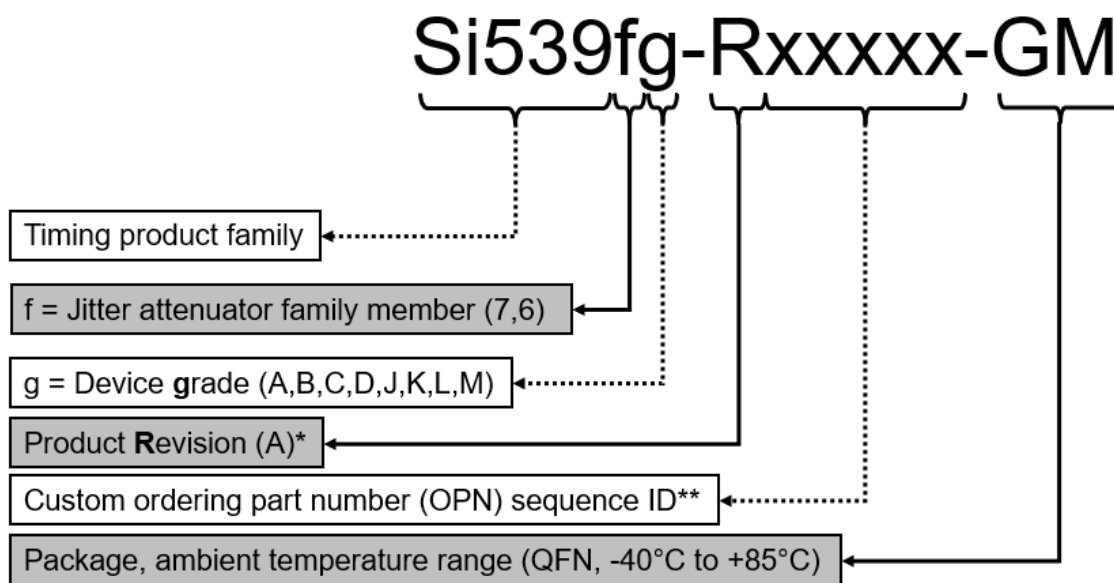 Si539fg-Rxxxxx-GM
Timing product family
f = Jitter attenuator family member (7,6)
g = Device grade (A,B,C,D,J,K,L,M)
Product Revision (A)*
Custom ordering part number (OPN) sequence ID**
Package, ambient temperature range (QFN, -40°C to +85°C)